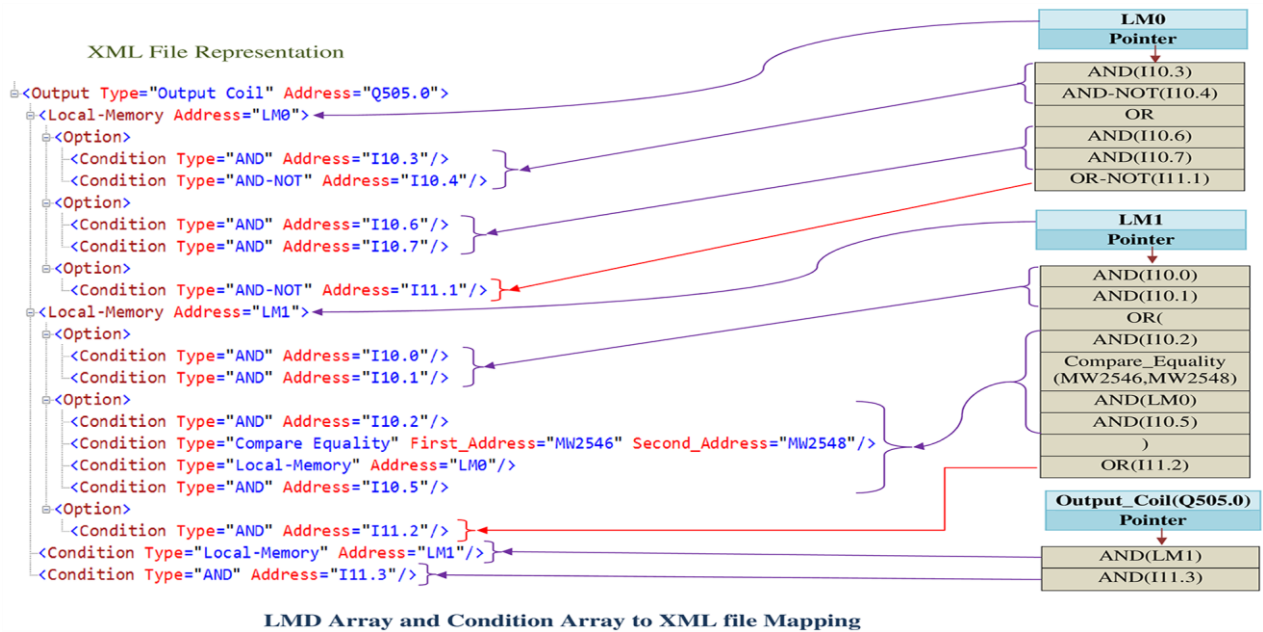 XML File Representation
<Output Type="Output Coil" Address="Q505.0">
<Local-Memory Address="LM0">
<Option>
<Condition Type="AND" Address="I10.3"/>
<Condition Type="AND-NOT" Address="I10.4"/>
<Option>
<Condition Type="AND" Address="I10.6"/>
<Condition Type="AND" Address="I10.7"/>
<Option>
<Condition Type="AND-NOT" Address="I11.1"/>
<Local-Memory Address="LM1">
<Option>
<Condition Type="AND" Address="I10.0"/>
<Condition Type="AND" Address="I10.1"/>
<Option>
<Condition Type="AND" Address="I10.2"/>
<Condition Type="Compare Equality" First_Address="MW2546" Second_Address="MW2548"/>
<Condition Type="Local-Memory" Address="LM0"/>
<Condition Type="AND" Address="I10.5"/>
<Option>
<Condition Type="AND" Address="I11.2"/>
<Condition Type="Local-Memory" Address="LM1"/>
<Condition Type="AND" Address="I11.3"/>
LM0
Pointer
AND(I10.3)
AND-NOT(I10.4)
OR
AND(I10.6)
AND(I10.7)
OR-NOT(I11.1)
LM1
Pointer
AND(I10.0)
AND(I10.1)
OR(
AND(I10.2)
Compare_Equality
(MW2546,MW2548)
AND(LM0)
AND(I10.5)
)
OR(I11.2)
Output_Coil(Q505.0)
Pointer
AND(LM1)
AND(I11.3)
LMD Array and Condition Array to XML file Mapping